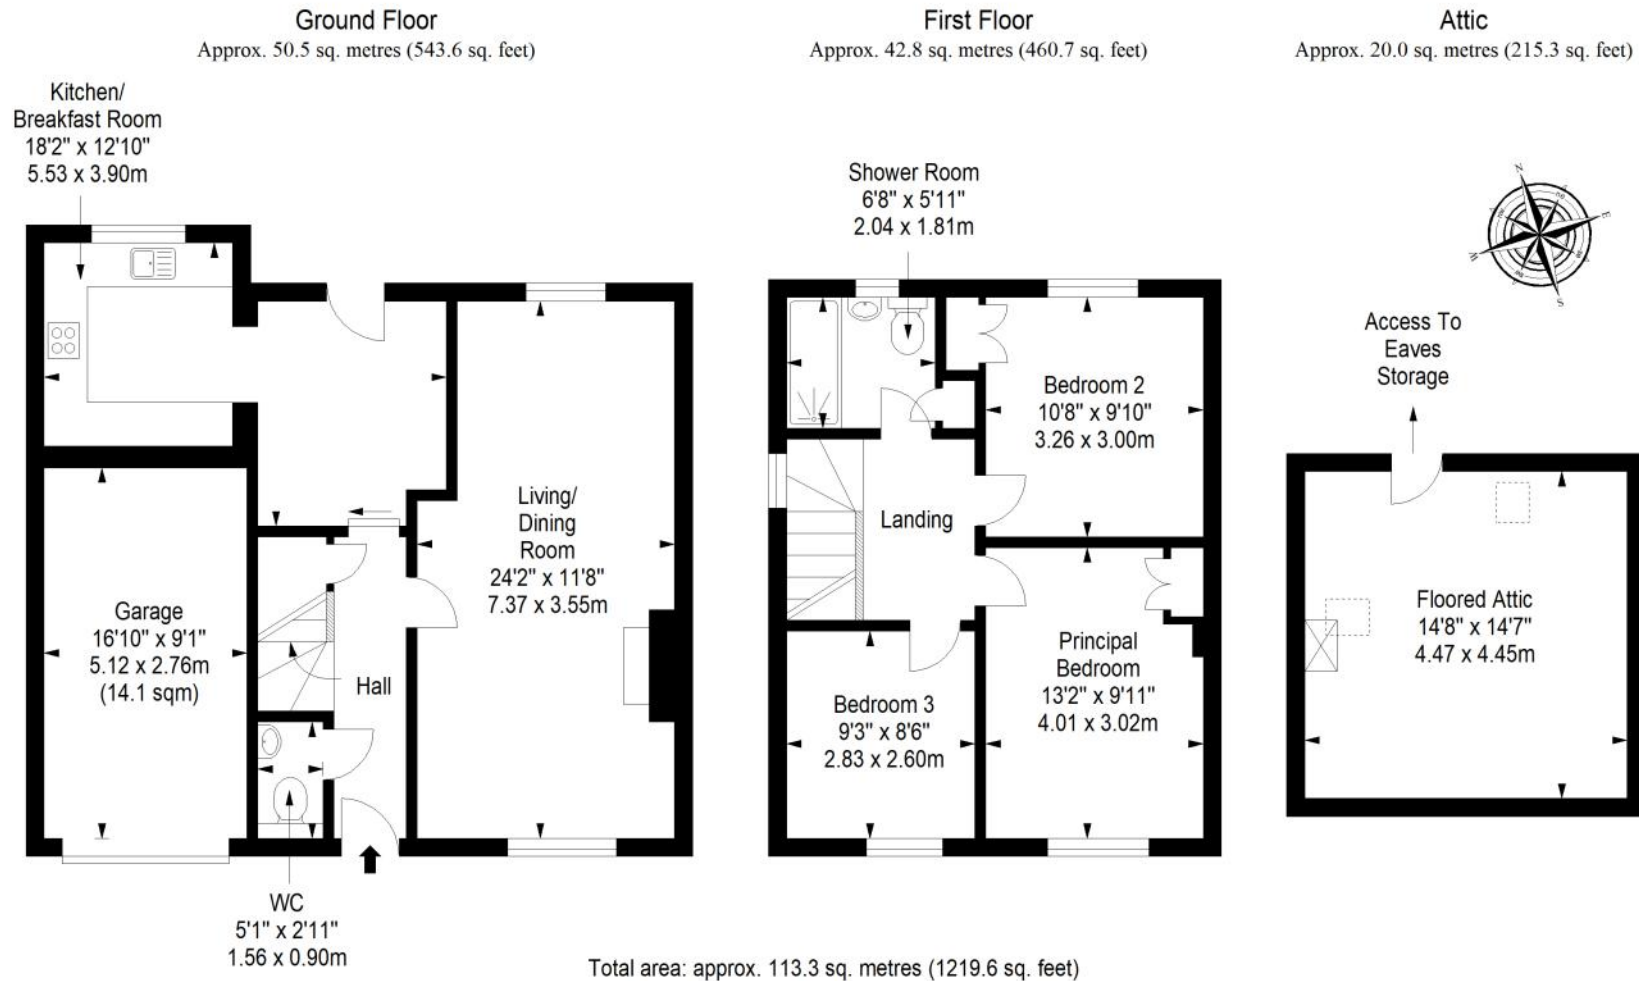 Ground Floor
Approx. 50.5 sq. metres (543.6 sq. feet)
Kitchen/
Breakfast Room
18'2" x 12'10"
5.53 x 3.90m
Living/
Dining
Room
24'2" x 11'8"
7.37 x 3.55m
Garage
16'10" x 9'1"
5.12 x 2.76m
(14.1 sqm)
Hall
WC
5'1" x 2'11"
1.56 x 0.90m
First Floor
Approx. 42.8 sq. metres (460.7 sq. feet)
Shower Room
6'8" x 5'11"
2.04 x 1.81m
Bedroom 2
10'8" x 9'10"
3.26 x 3.00m
Landing
Principal
Bedroom
13'2" x 9'11"
4.01 x 3.02m
Bedroom 3
9'3" x 8'6"
2.83 x 2.60m
Attic
Approx. 20.0 sq. metres (215.3 sq. feet)
N
E
W
S
Access To
Eaves
Storage
Floored Attic
14'8" x 14'7"
4.47 x 4.45m
Total area: approx. 113.3 sq. metres (1219.6 sq. feet)